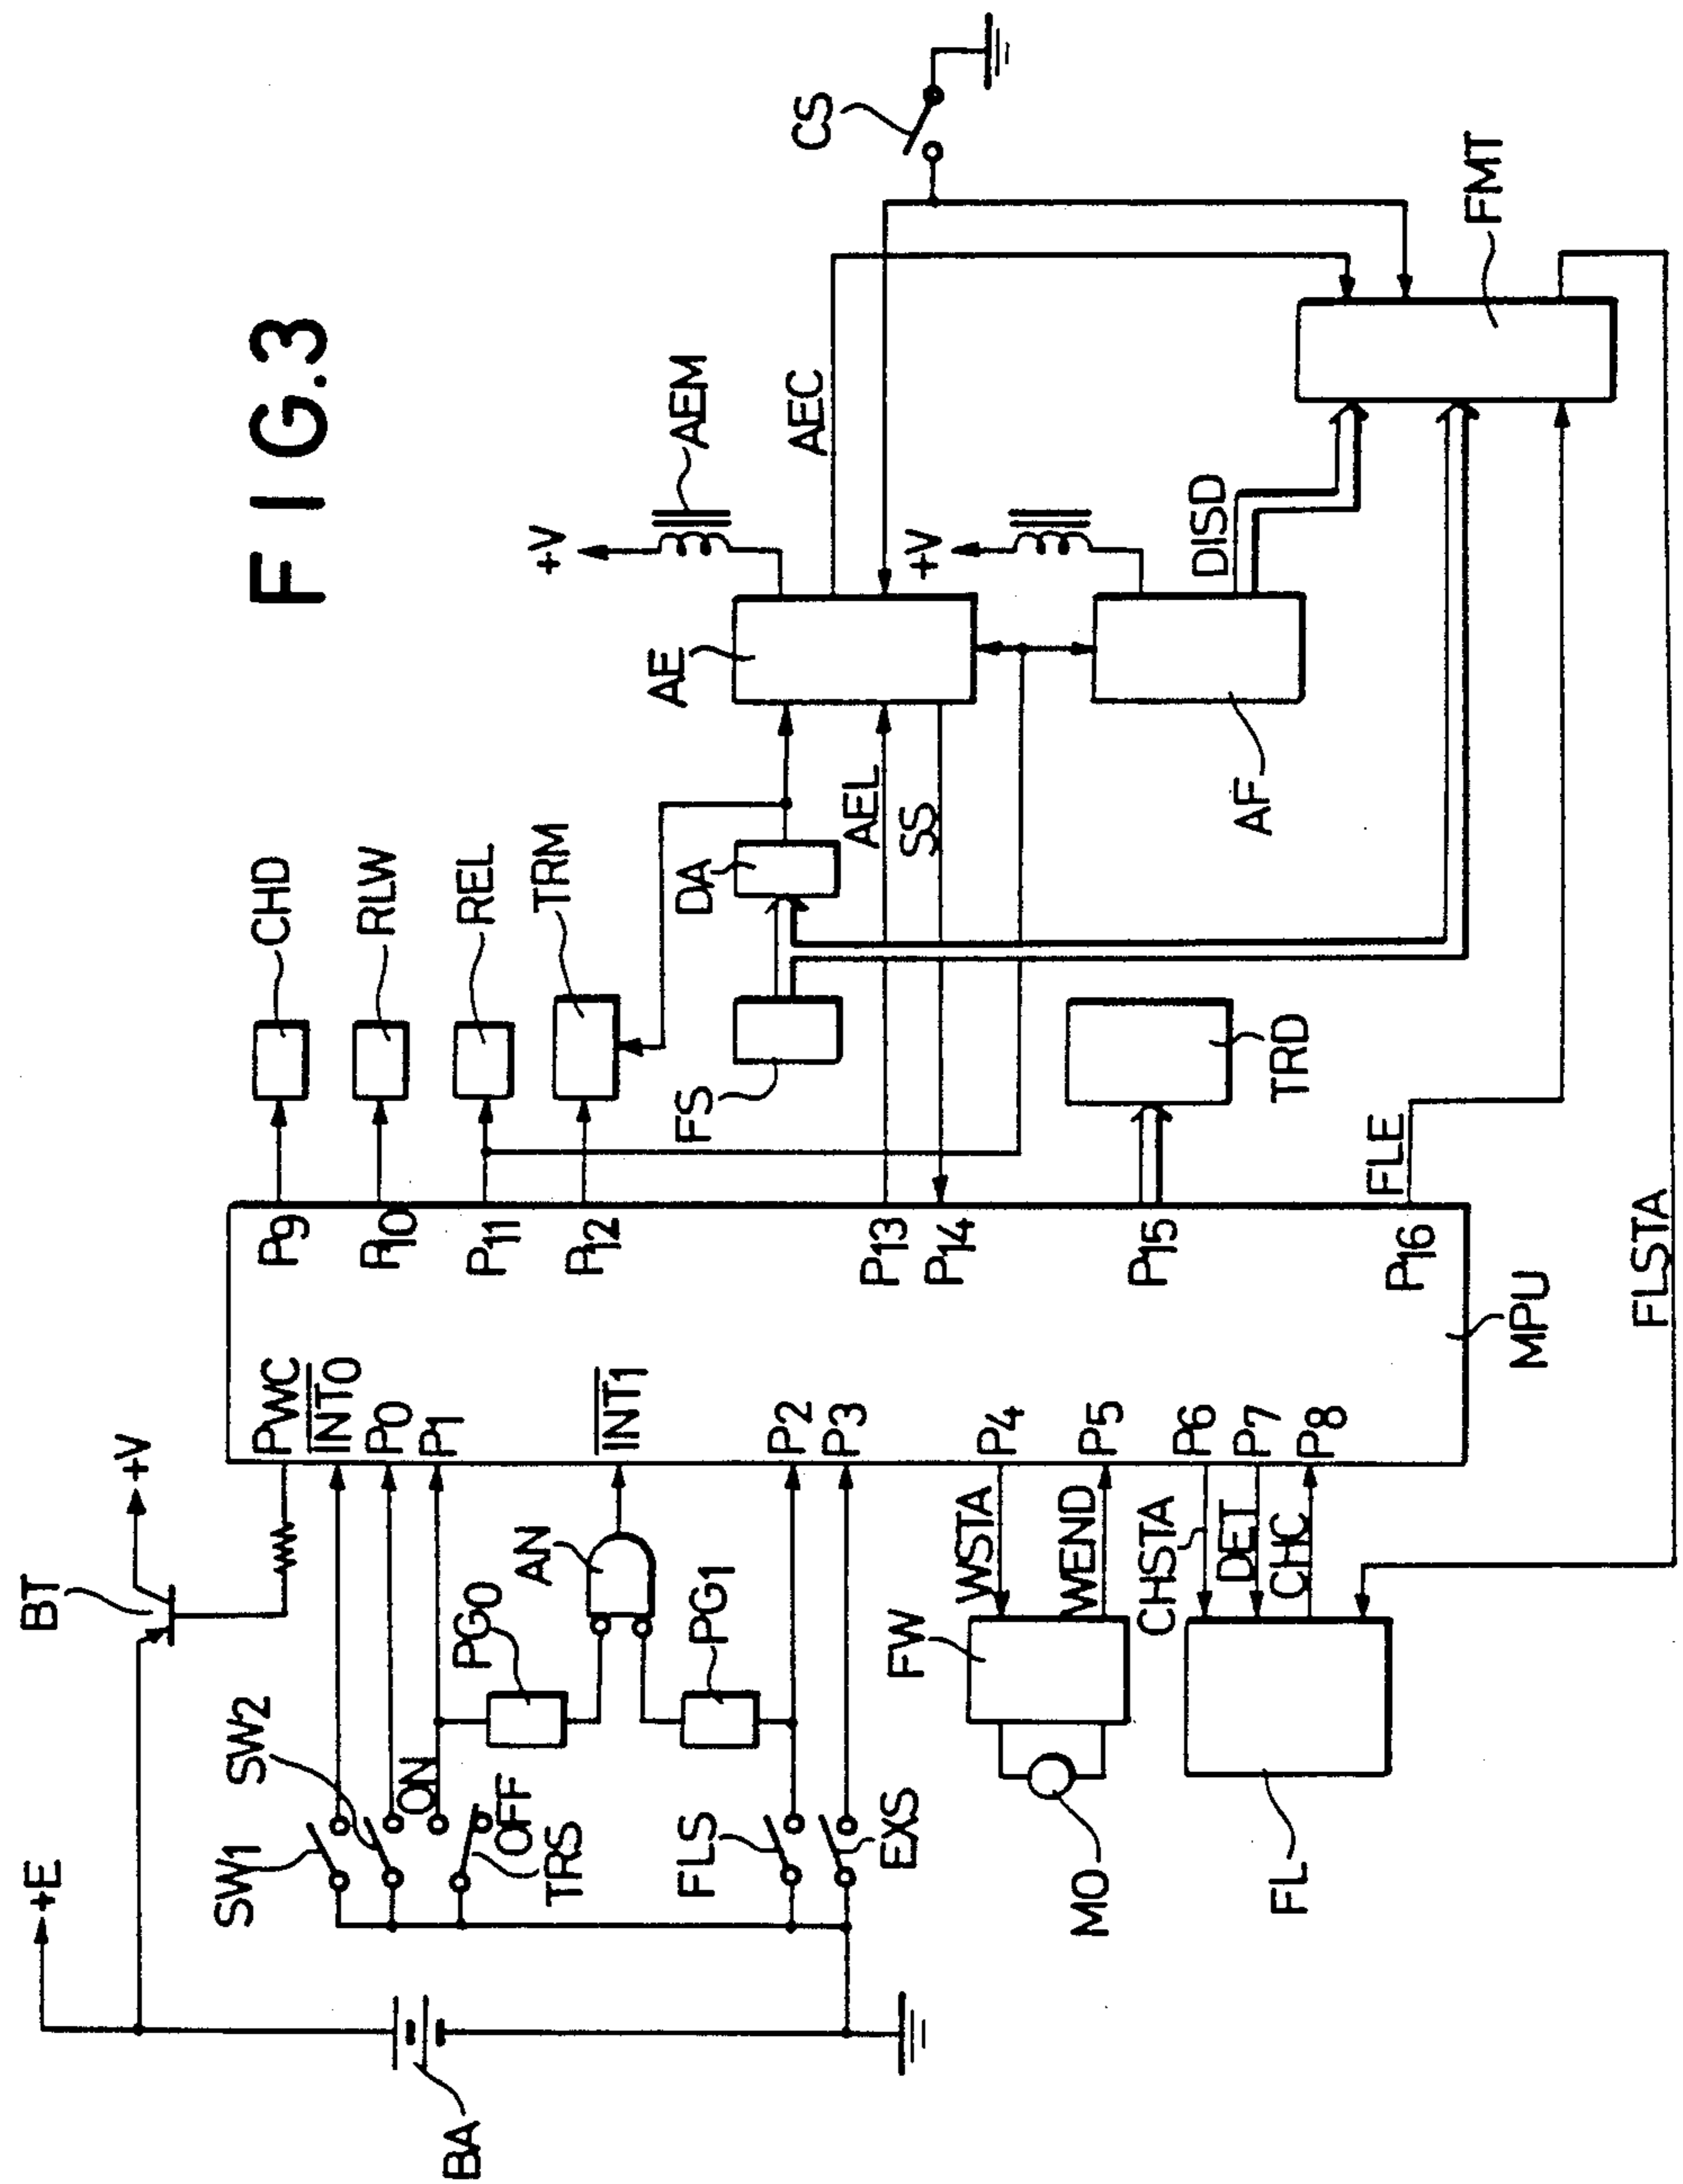 FIG.3
+E
BA
BT
+V
SW1
SW2
ON
OFF
TRS
FLS
EXS
PG0
PG1
AN
PWC
INT0
P0
P1
INT1
P2
P3
P4
P5
P6
P7
P8
WSTA
WEND
CHSTA
DET
CHC
FW
MO
FL
MPU
P9
P10
P11
P12
P13
P14
P15
P16
CHD
RLW
REL
TRM
FS
DA
AEL
SS
TRD
FLE
FLSTA
AE
AF
+V
AEM
AEC
+V
DISD
CS
FMT